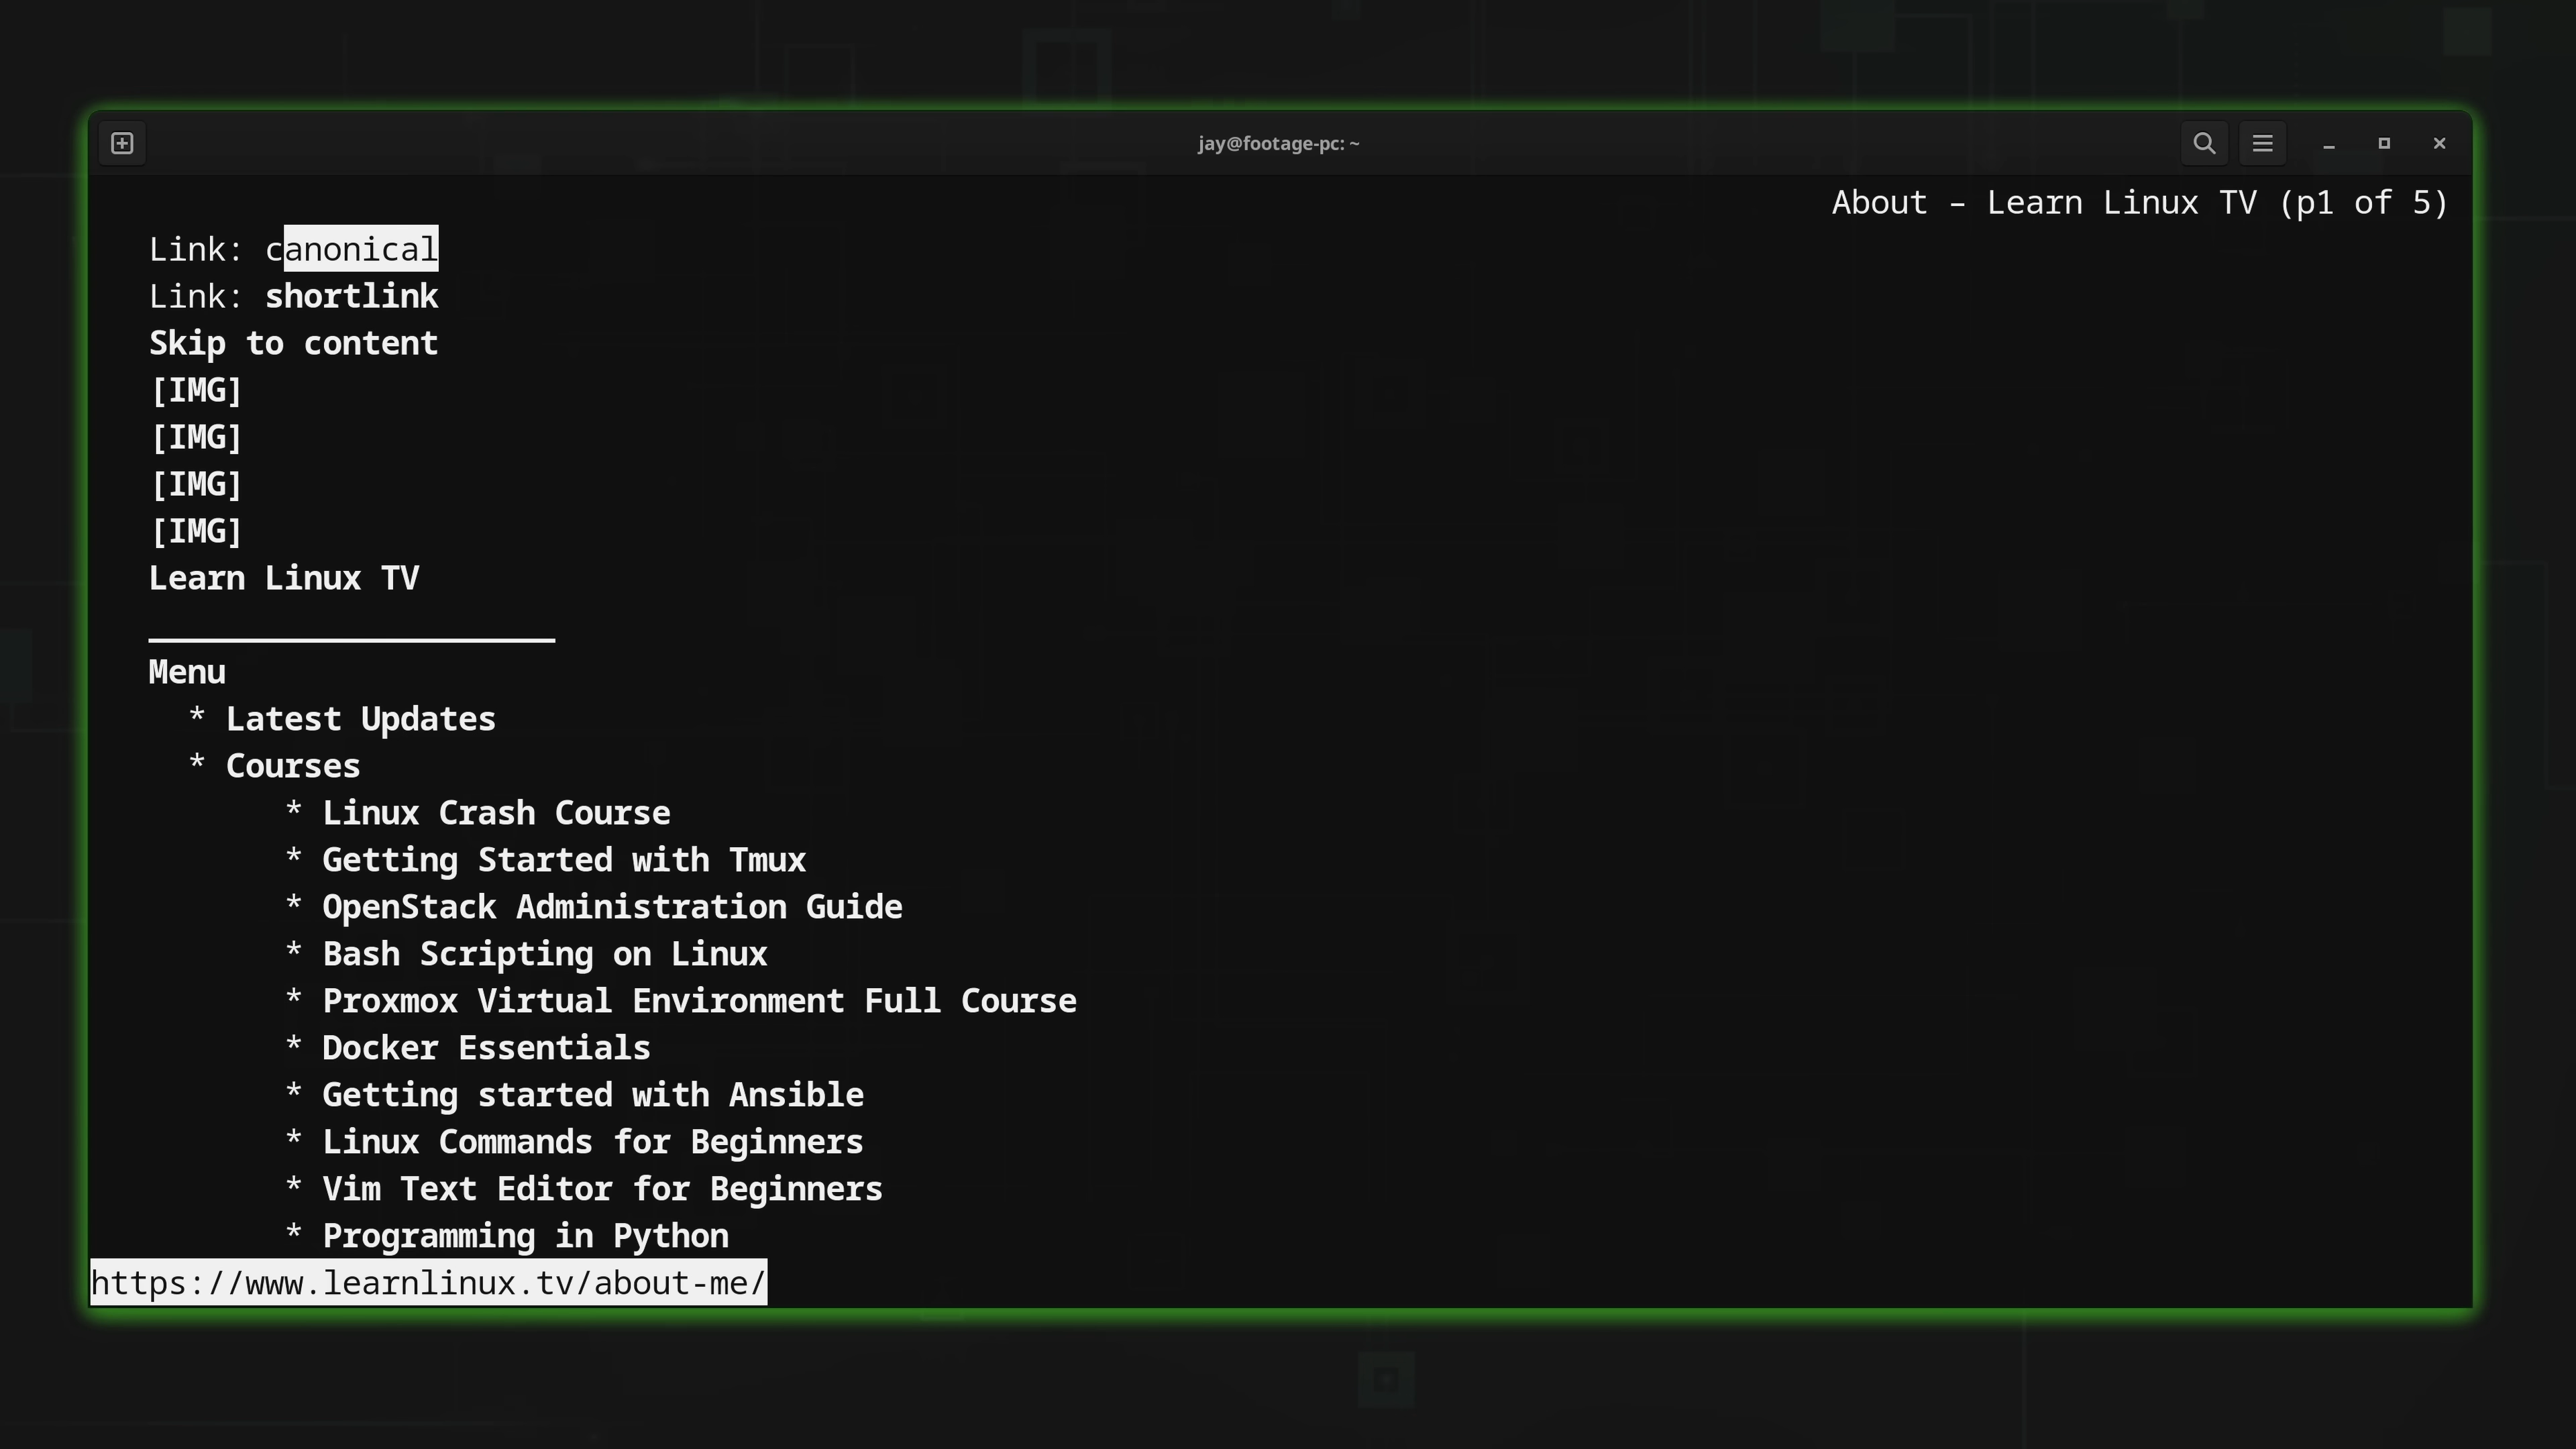 jay@footage-pc: ~
About – Learn Linux TV (p1 of 5)
Link: canonical
Link: shortlink
Skip to content
[IMG]
[IMG]
[IMG]
[IMG]
Learn Linux TV
_____________________
Menu
* Latest Updates
* Courses
* Linux Crash Course
* Getting Started with Tmux
* OpenStack Administration Guide
* Bash Scripting on Linux
* Proxmox Virtual Environment Full Course
* Docker Essentials
* Getting started with Ansible
* Linux Commands for Beginners
* Vim Text Editor for Beginners
* Programming in Python
https://www.learnlinux.tv/about-me/